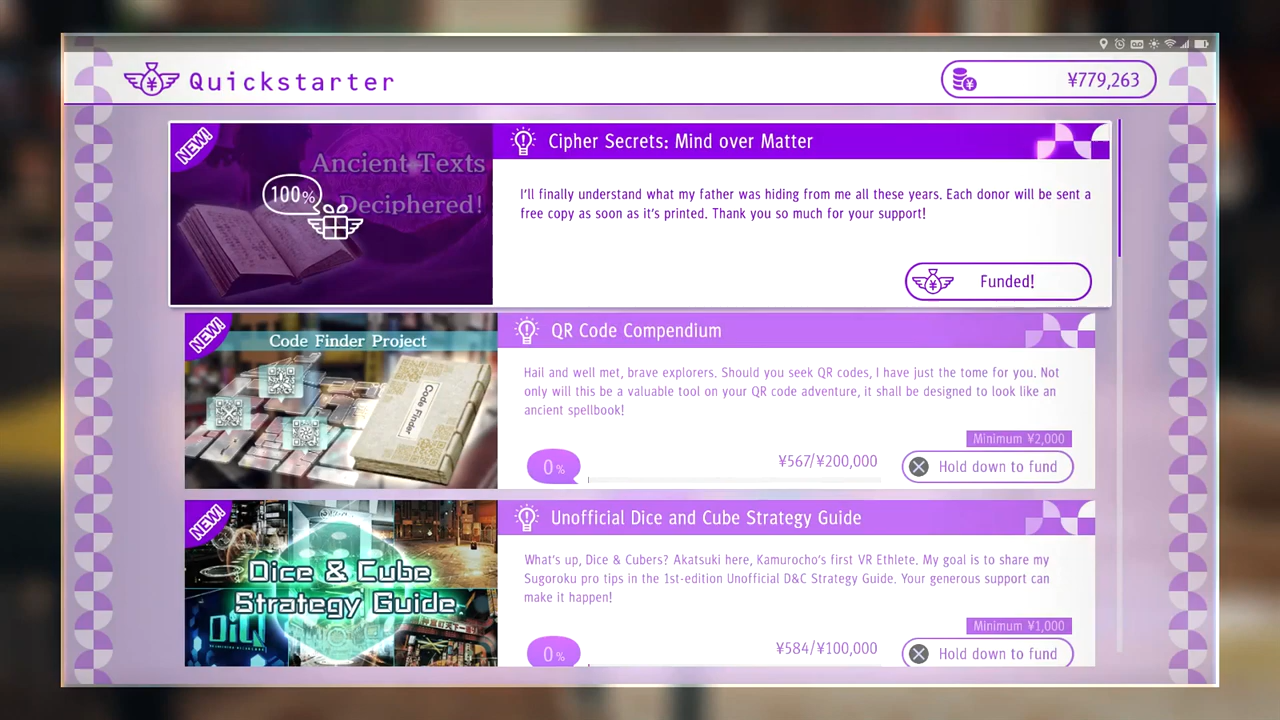 Quickstarter
¥779,263
NEW!
Ancient Texts
Deciphered!
100%
Cipher Secrets: Mind over Matter
I'll finally understand what my father was hiding from me all these years. Each donor will be sent a
free copy as soon as it's printed. Thank you so much for your support!
Funded!
NEW!
Code Finder Project
Code Finder
QR Code Compendium
Hail and well met, brave explorers. Should you seek QR codes, I have just the tome for you. Not
only will this be a valuable tool on your QR code adventure, it shall be designed to look like an
ancient spellbook!
Minimum ¥2,000
0%
¥567/¥200,000
Hold down to fund
NEW!
Dice & Cube
Strategy Guide
Unofficial Dice and Cube Strategy Guide
What's up, Dice & Cubers? Akatsuki here, Kamurocho's first VR Ethlete. My goal is to share my
Sugoroku pro tips in the 1st-edition Unofficial D&C Strategy Guide. Your generous support can
make it happen!
Minimum ¥1,000
0%
¥584/¥100,000
Hold down to fund